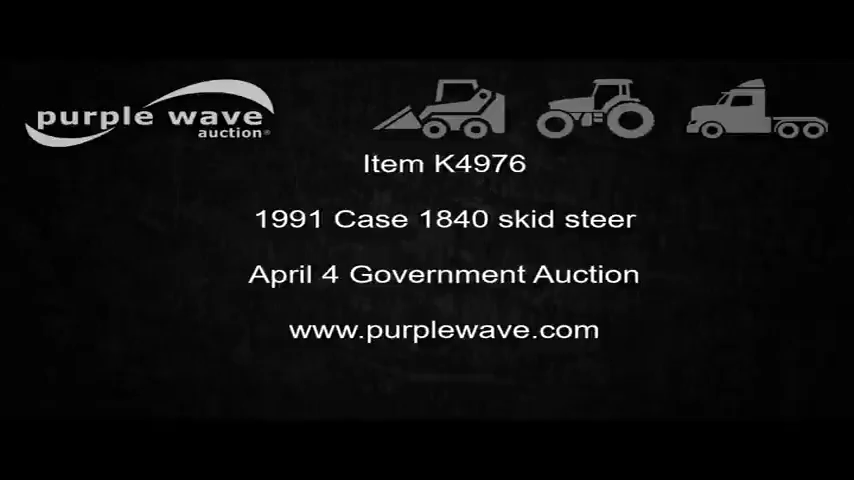 purple wave
auction®
Item K4976
1991 Case 1840 skid steer
April 4 Government Auction
www.purplewave.com